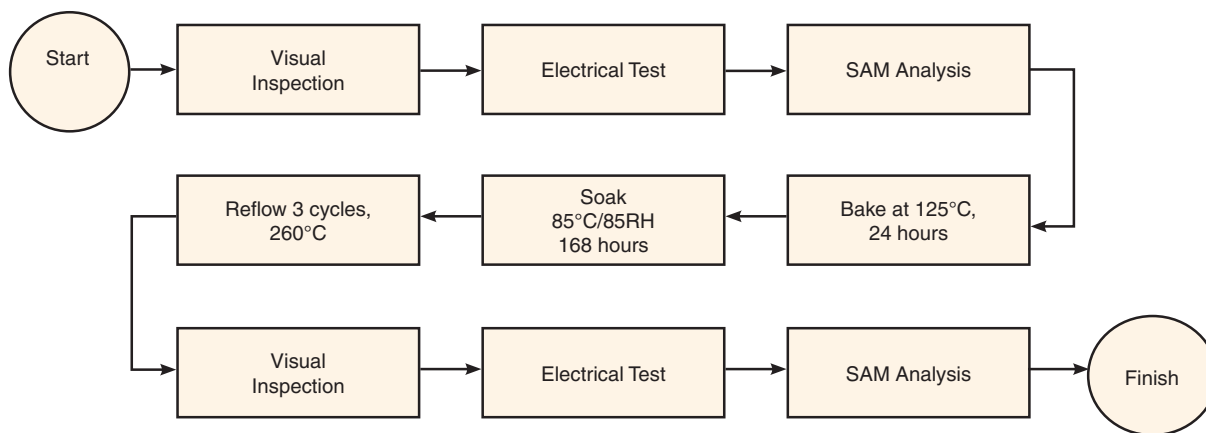 Start
Visual
Inspection
Electrical Test
SAM Analysis
Bake at 125°C,
24 hours
Soak
85°C/85RH
168 hours
Reflow 3 cycles,
260°C
Visual
Inspection
Electrical Test
SAM Analysis
Finish